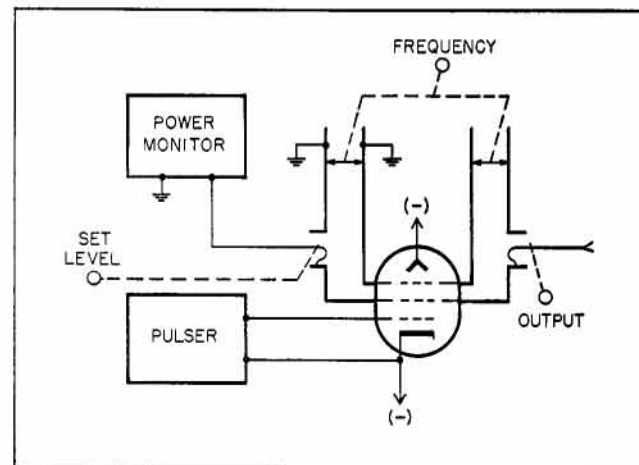 FREQUENCY
POWER
MONITOR
(-)
SET
LEVEL
PULSER
OUTPUT
(-)